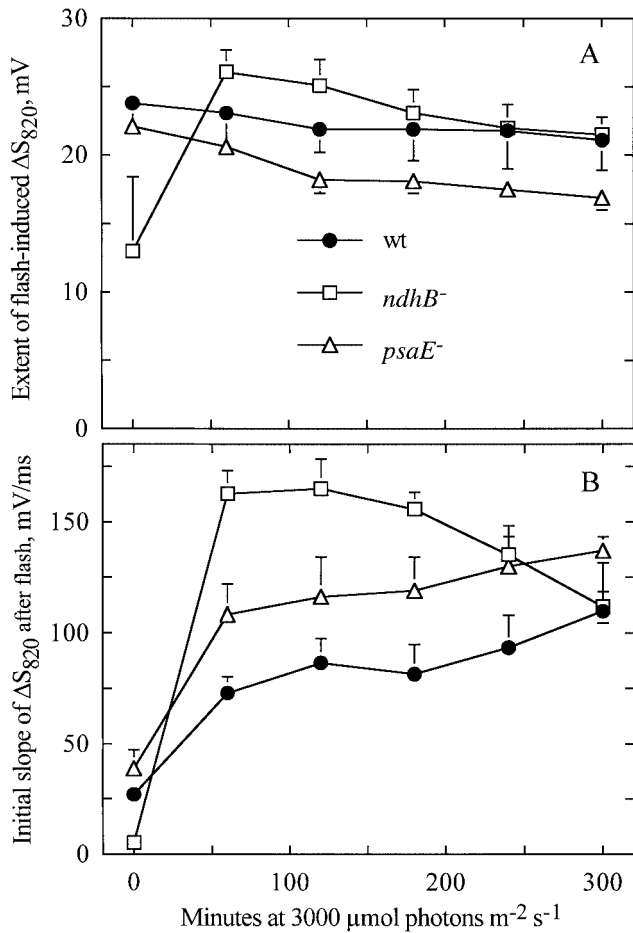 30
20
10
0
Extent of flash-induced ΔS820, mV
A
wt
ndhB-
psaE-
150
100
50
0
Initial slope of ΔS820 after flash, mV/ms
B
0 100 200 300
Minutes at 3000 μmol photons m-2 s-1